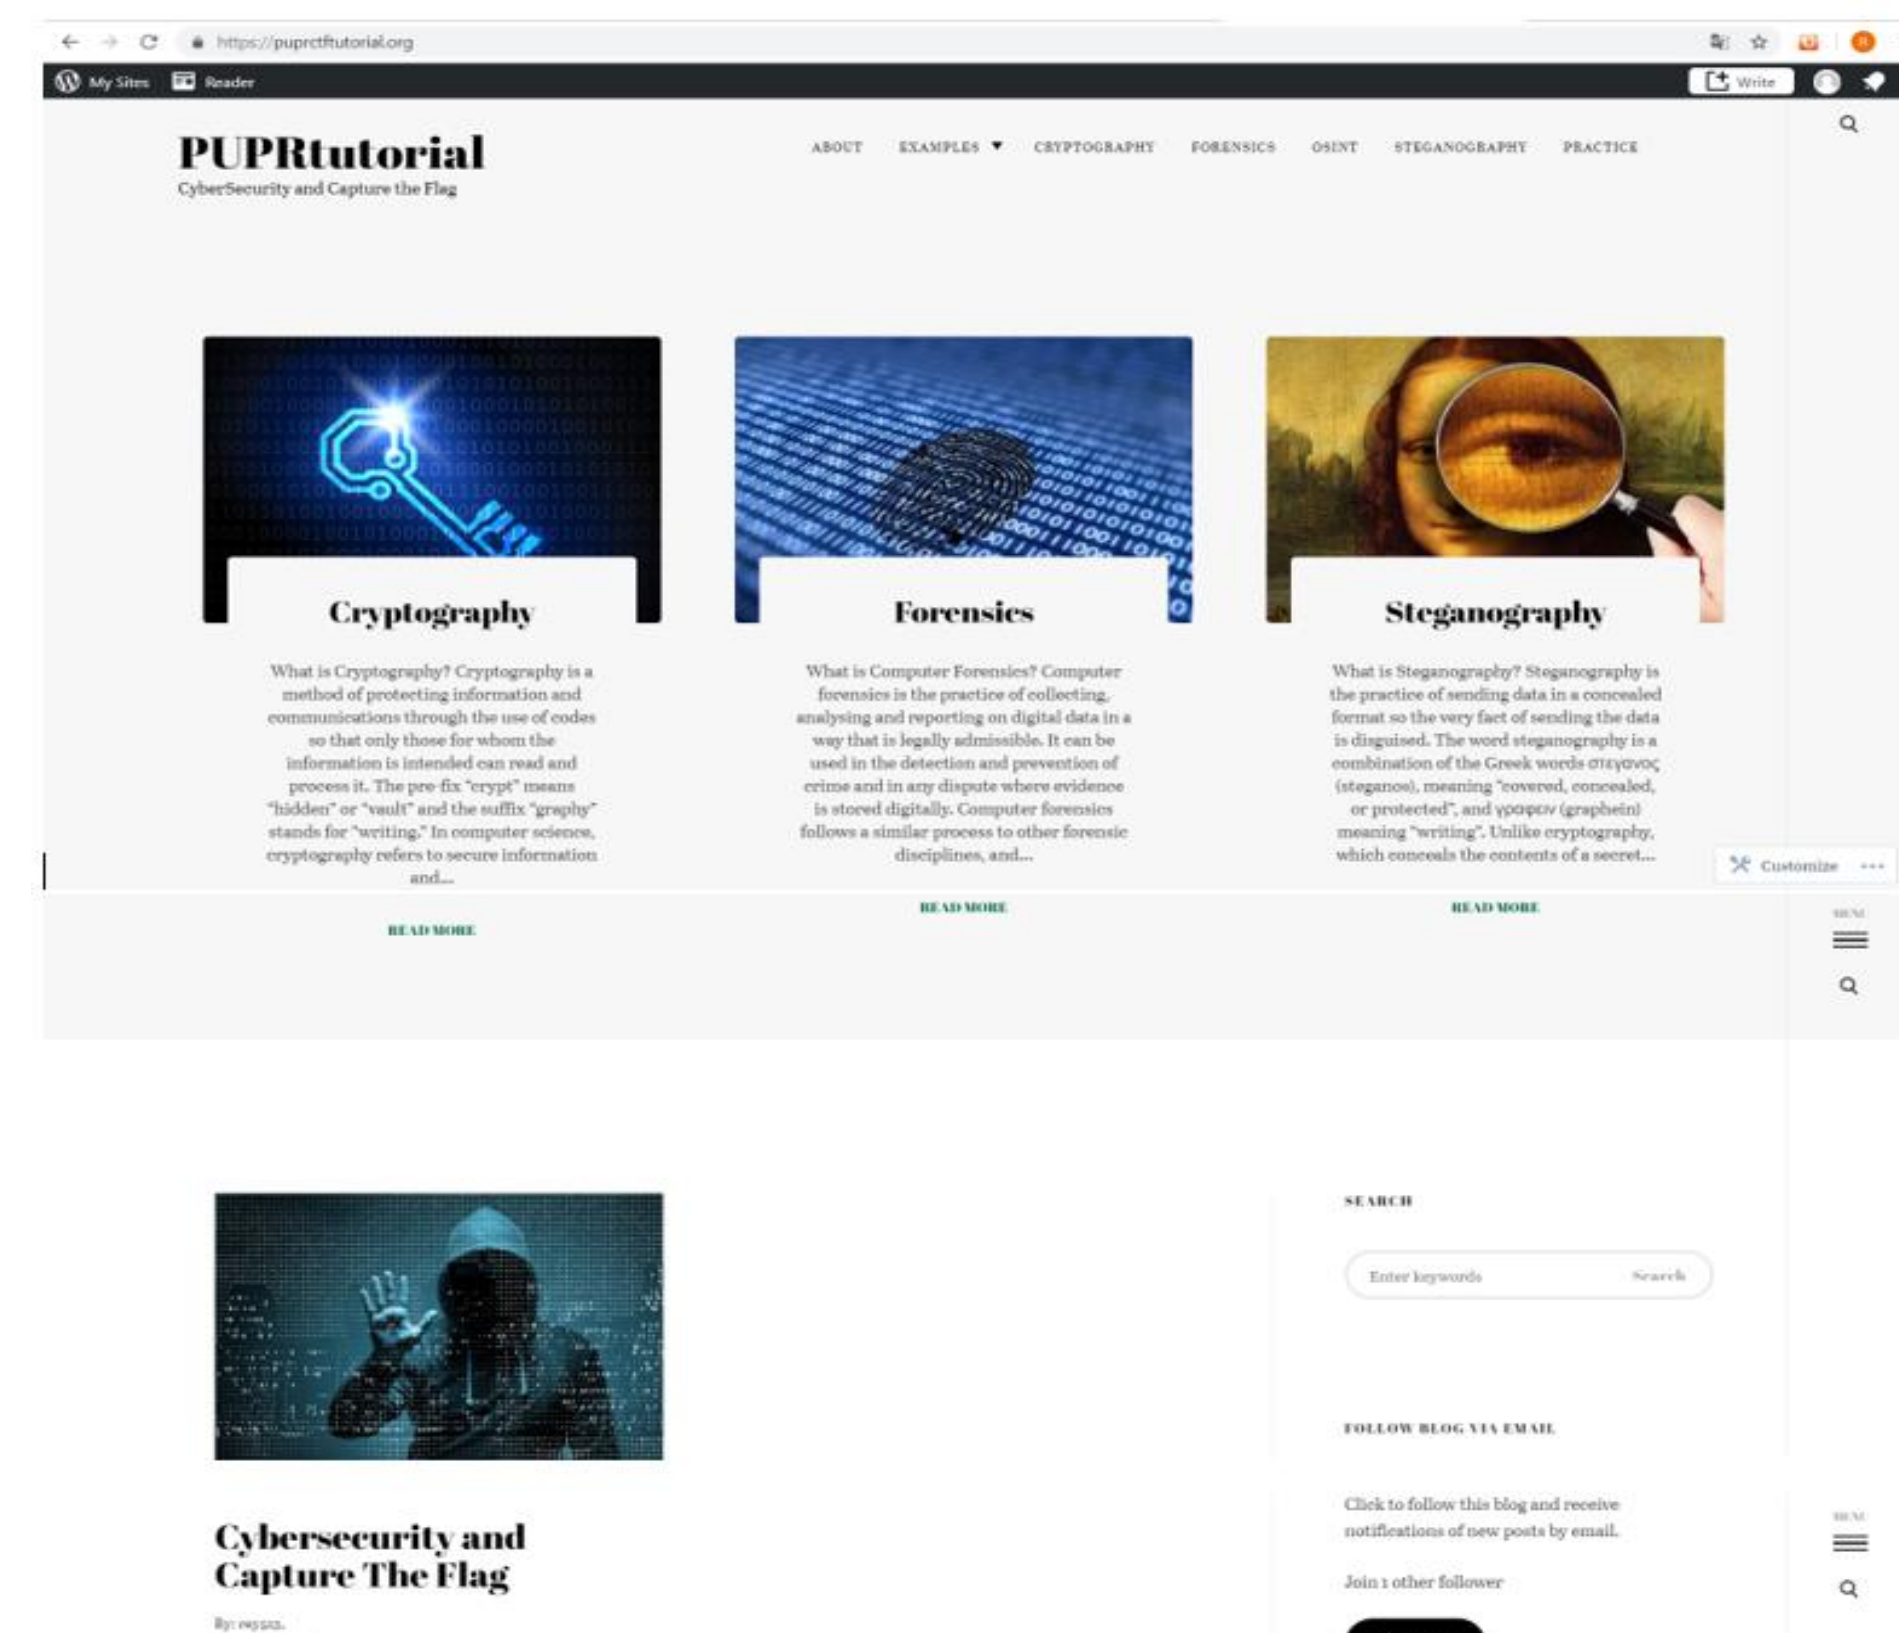 https://puprctftutorial.org
My Sites
Reader
Write
PUPRtutorial
CyberSecurity and Capture the Flag
ABOUT
EXAMPLES ▼
CRYPTOGRAPHY
FORENSICS
OSINT
STEGANOGRAPHY
PRACTICE
Cryptography
What is Cryptography? Cryptography is a
method of protecting information and
communications through the use of codes
so that only those for whom the
information is intended can read and
process it. The pre-fix "crypt" means
"hidden" or "vault" and the suffix "graphy"
stands for "writing." In computer science,
cryptography refers to secure information
and...
READ MORE
Forensics
What is Computer Forensics? Computer
forensics is the practice of collecting,
analysing and reporting on digital data in a
way that is legally admissible. It can be
used in the detection and prevention of
crime and in any dispute where evidence
is stored digitally. Computer forensics
follows a similar process to other forensic
disciplines, and...
READ MORE
Steganography
What is Steganography? Steganography is
the practice of sending data in a concealed
format so the very fact of sending the data
is disguised. The word steganography is a
combination of the Greek words στεγανος
(steganos), meaning "covered, concealed,
or protected", and γραφειν (graphein)
meaning "writing". Unlike cryptography,
which conceals the contents of a secret...
READ MORE
Customize
MENU
Cybersecurity and
Capture The Flag
By:
SEARCH
Enter keywords
Search
FOLLOW BLOG VIA EMAIL
Click to follow this blog and receive
notifications of new posts by email.
Join 1 other follower
MENU